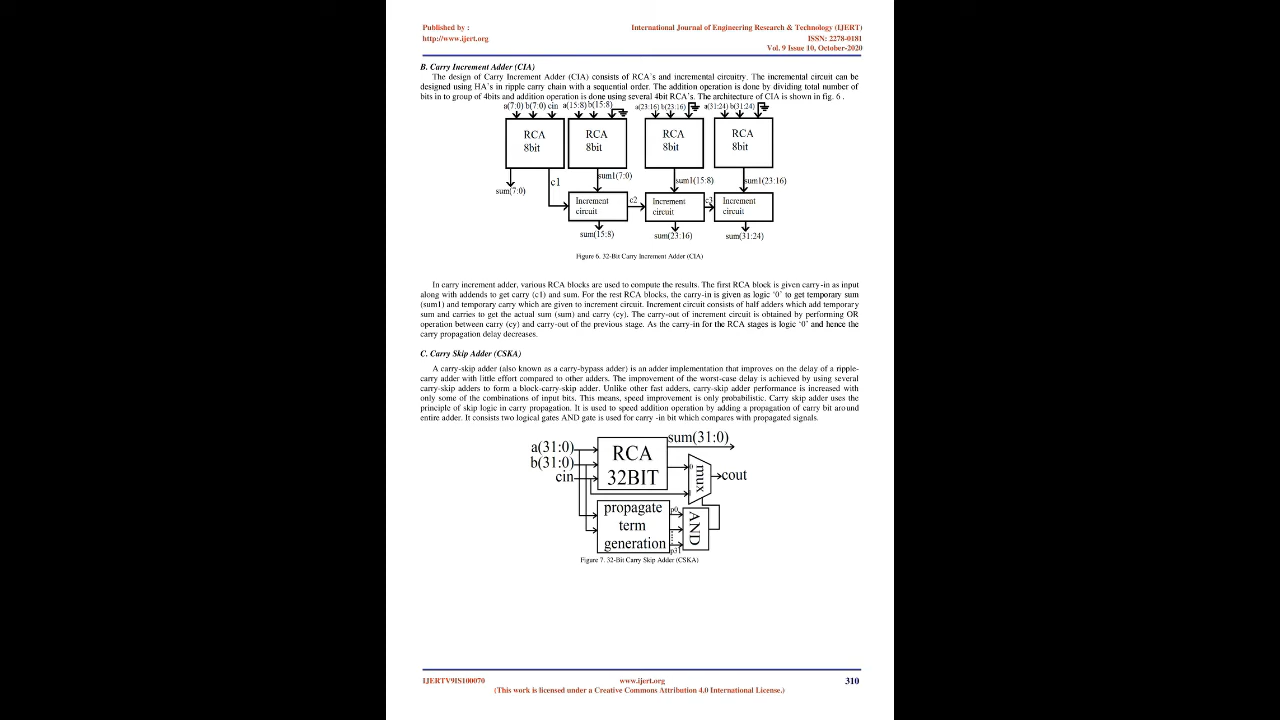 Published by :
http://www.ijert.org
International Journal of Engineering Research & Technology (IJERT)
ISSN: 2278-0181
Vol. 9 Issue 10, October-2020
B. Carry Increment Adder (CIA)
The design of Carry Increment Adder (CIA) consists of RCA`s and incremental circuitry. The incremental circuit can be
designed using HA`s in ripple carry chain with a sequential order. The addition operation is done by dividing total number of
bits in to group of 4bits and addition operation is done using several 4bit RCA`s. The architecture of CIA is shown in fig. 6 .
a(7:0) b(7:0) cin a(15:8) b(15:8) a(23:16) b(23:16) a(31:24) b(31:24)
RCA 8bit
RCA 8bit
RCA 8bit
RCA 8bit
sum(7:0)
c1
sum1(7:0)
sum1(15:8)
sum1(23:16)
Increment circuit
c2
Increment circuit
c3
Increment circuit
sum(15:8)
sum(23:16)
sum(31:24)
Figure 6. 32-Bit Carry Increment Adder (CIA)
In carry increment adder, various RCA blocks are used to compute the results. The first RCA block is given carry-in as input
along with addends to get carry (c1) and sum. For the rest RCA blocks, the carry-in is given as logic ‘0’ to get temporary sum
(sum1) and temporary carry which are given to increment circuit. Increment circuit consists of half adders which add temporary
sum and carries to get the actual sum (sum) and carry (cy). The carry-out of increment circuit is obtained by performing OR
operation between carry (cy) and carry-out of the previous stage. As the carry-in for the RCA stages is logic ‘0’ and hence the
carry propagation delay decreases.
C. Carry Skip Adder (CSKA)
A carry-skip adder (also known as a carry-bypass adder) is an adder implementation that improves on the delay of a ripple-
carry adder with little effort compared to other adders. The improvement of the worst-case delay is achieved by using several
carry-skip adders to form a block-carry-skip adder. Unlike other fast adders, carry-skip adder performance is increased with
only some of the combinations of input bits. This means, speed improvement is only probabilistic. Carry skip adder uses the
principle of skip logic in carry propagation. It is used to speed addition operation by adding a propagation of carry bit around
entire adder. It consists two logical gates AND gate is used for carry -in bit which compares with propagated signals.
a(31:0)
b(31:0)
cin
RCA
32BIT
sum(31:0)
0
mux
cout
propagate
term
generation
p0
p31
AND
Figure 7. 32-Bit Carry Skip Adder (CSKA)
IJERTV9IS100070
www.ijert.org
310
(This work is licensed under a Creative Commons Attribution 4.0 International License.)